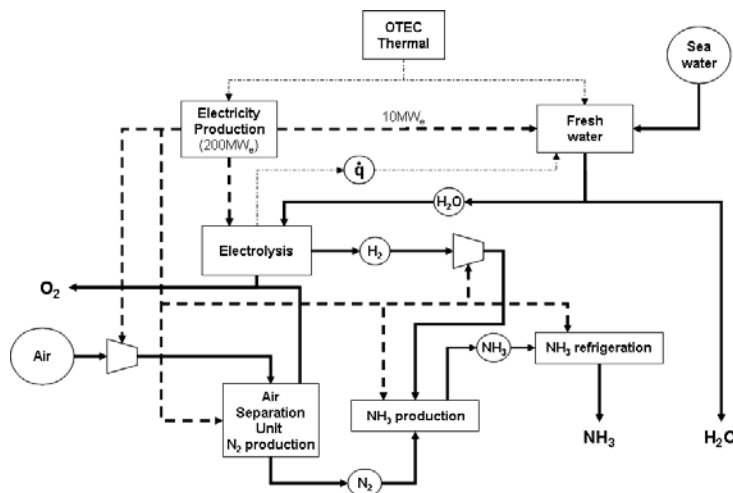 OTEC
Thermal
Sea
water
Electricity
Production
(200MWₑ)
10MWₑ
Fresh
water
q̇
H₂O
Electrolysis
H₂
O₂
Air
NH₃
NH₃ refrigeration
Air
Separation
Unit
N₂ production
NH₃ production
N₂
NH₃
H₂O